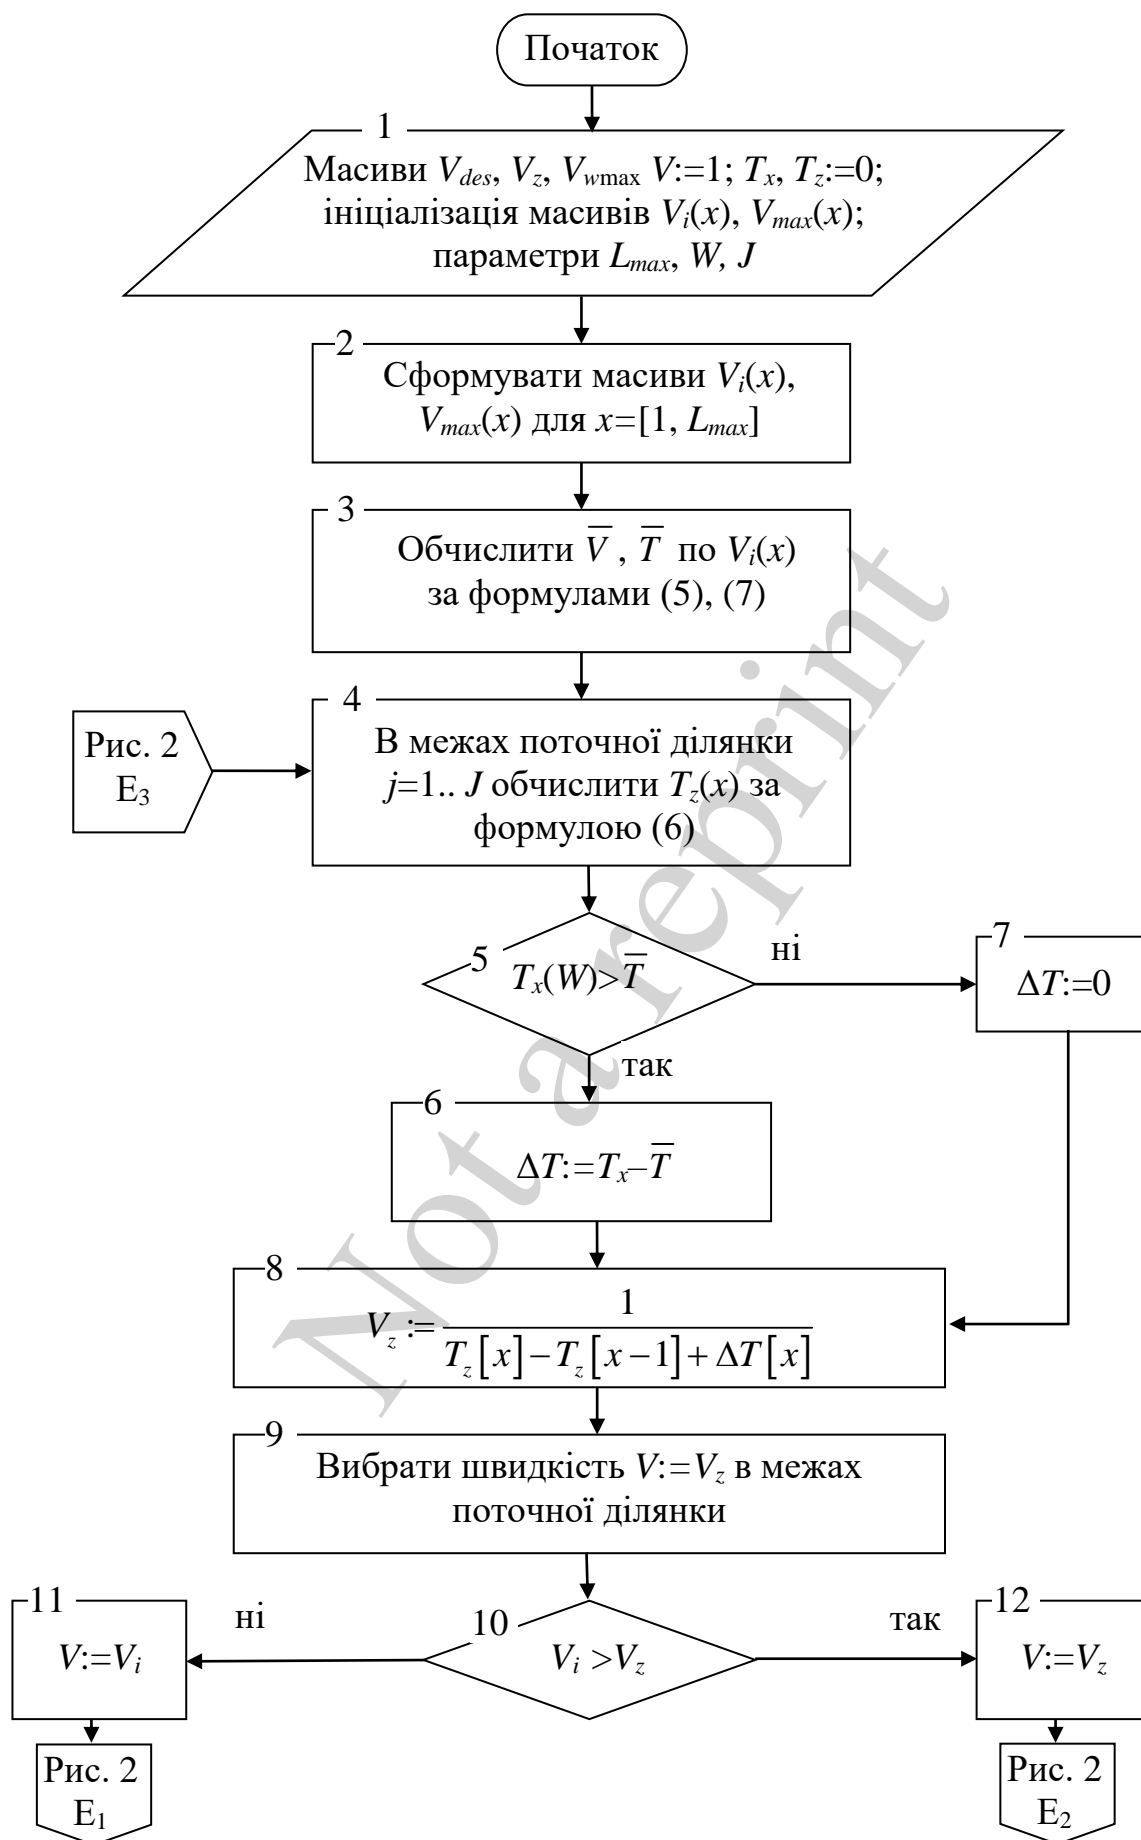 Початок
1
Масиви V_des, V_z, V_wmax V:=1; T_x, T_z:=0;
ініціалізація масивів V_i(x), V_max(x);
параметри L_max, W, J
2
Сформувати масиви V_i(x),
V_max(x) для x=[1, L_max]
3
Обчислити V̅ , T̅ по V_i(x)
за формулами (5), (7)
4
В межах поточної ділянки
j=1.. J обчислити T_z(x) за
формулою (6)
Рис. 2
E₃
5
T_x(W)>T̅
ні
так
7
ΔT:=0
6
ΔT:=T_x–T̅
8
V_z := 1 / (T_z[x]−T_z[x−1]+ΔT[x])
9
Вибрати швидкість V:=V_z в межах
поточної ділянки
10
V_i >V_z
ні
так
11
V:=V_i
12
V:=V_z
Рис. 2
E₁
Рис. 2
E₂
Not a reprint